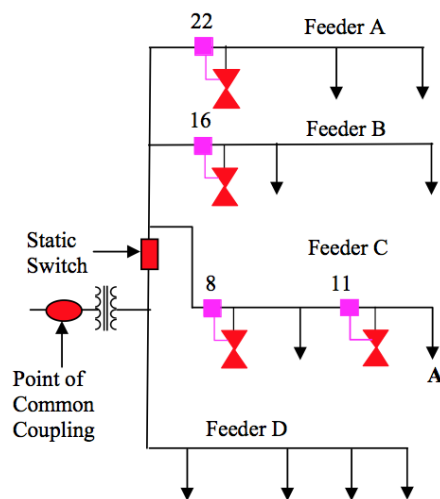 22
Feeder A
16
Feeder B
Static
Switch
Feeder C
8
11
A
Point of
Common
Coupling
Feeder D